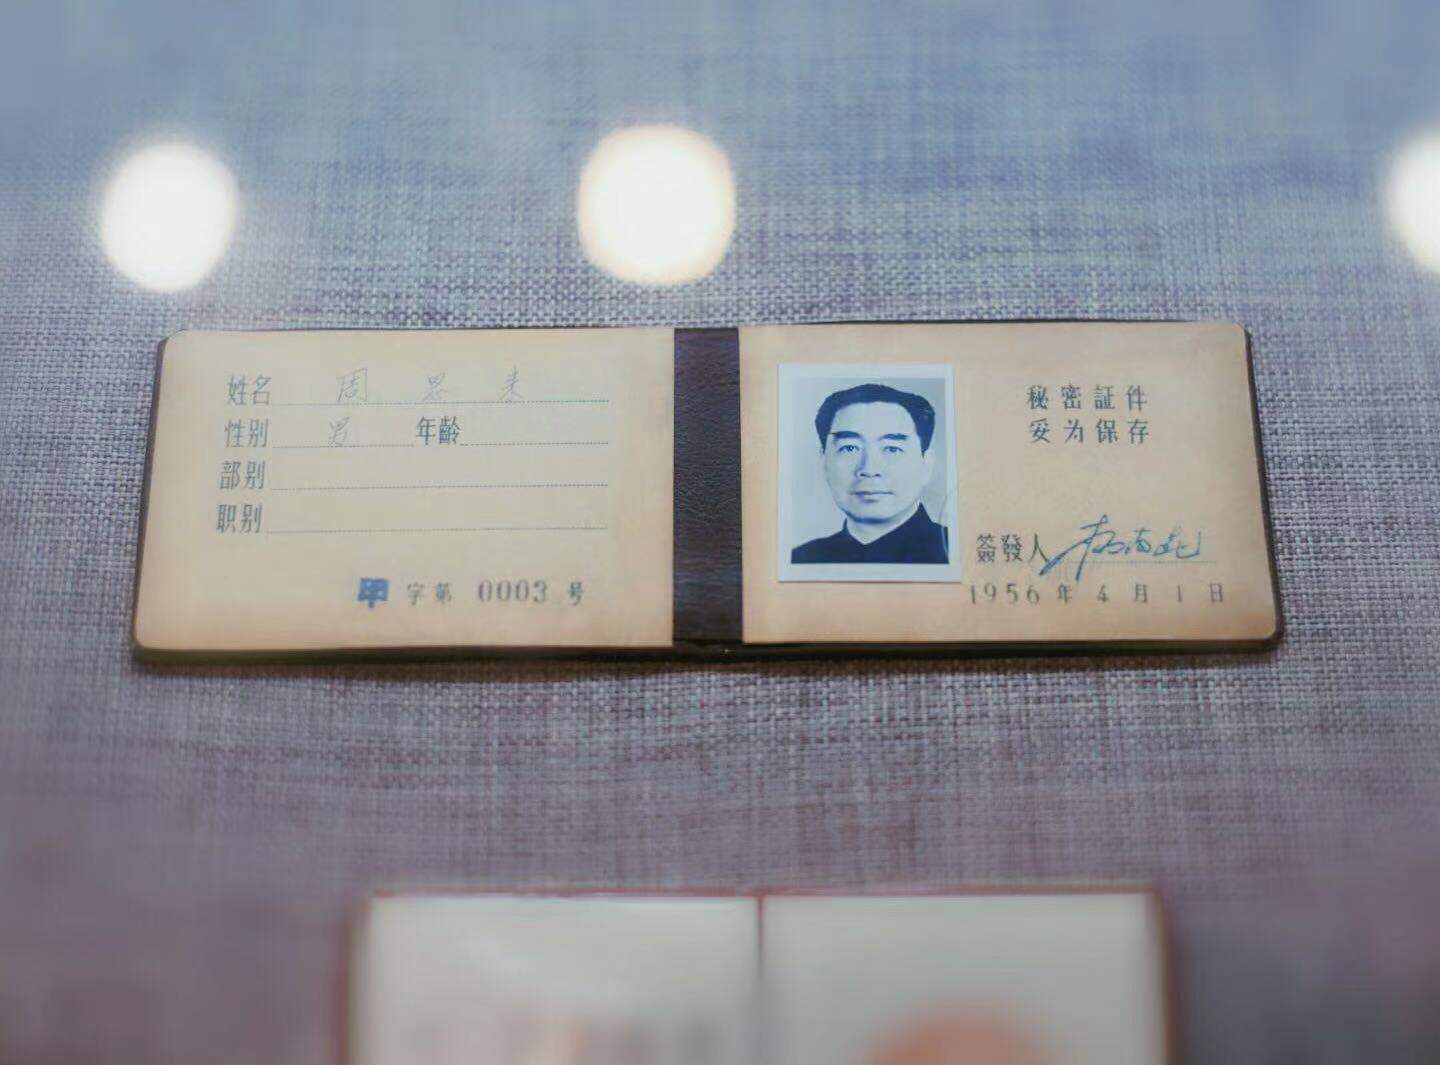 姓名 周恩来
性别 男 年齡
部别
职别
甲 字第 0003 号
秘密証件
妥为保存
簽發人
1956年4月1日